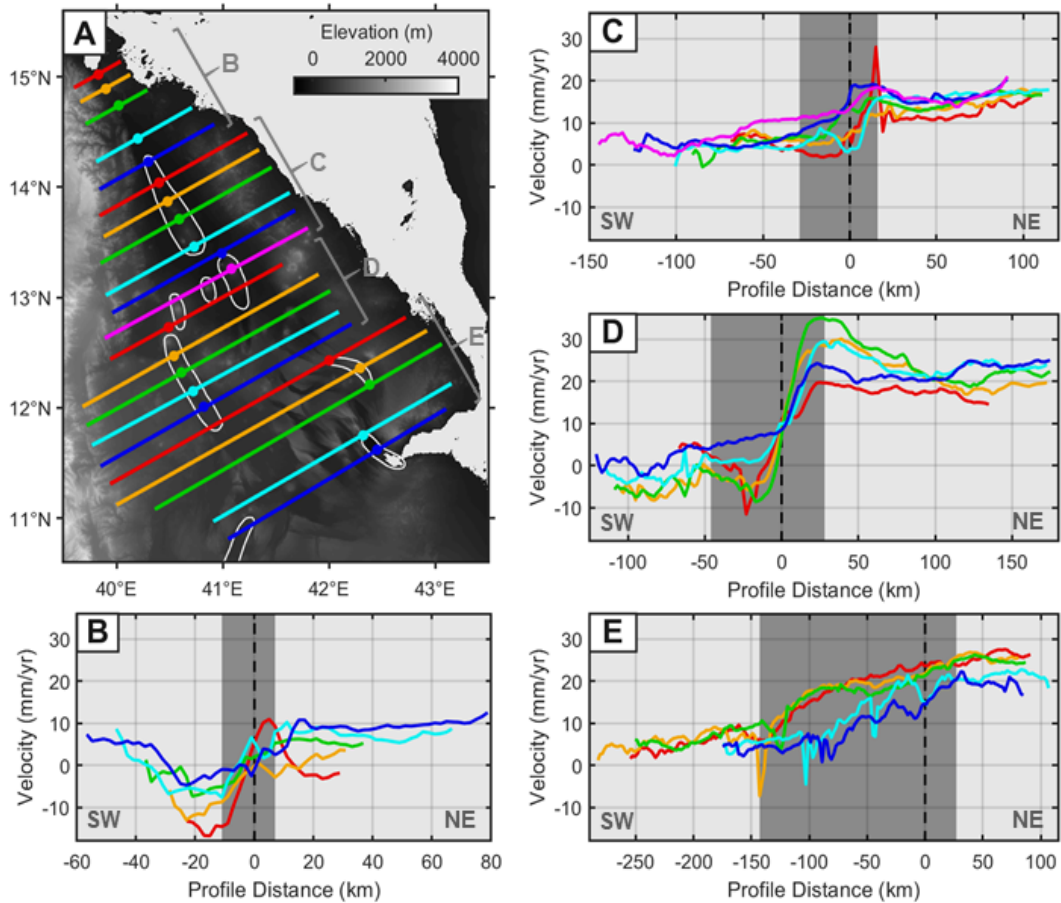 A
Elevation (m)
0 2000 4000
B
C
D
E
15°N
14°N
13°N
12°N
11°N
40°E 41°E 42°E 43°E
C
Velocity (mm/yr)
30
20
10
0
-10
SW NE
-150 -100 -50 0 50 100
Profile Distance (km)
D
Velocity (mm/yr)
30
20
10
0
-10
SW NE
-100 -50 0 50 100 150
Profile Distance (km)
B
Velocity (mm/yr)
30
20
10
0
-10
SW NE
-60 -40 -20 0 20 40 60 80
Profile Distance (km)
E
Velocity (mm/yr)
30
20
10
0
-10
SW NE
-250 -200 -150 -100 -50 0 50 100
Profile Distance (km)